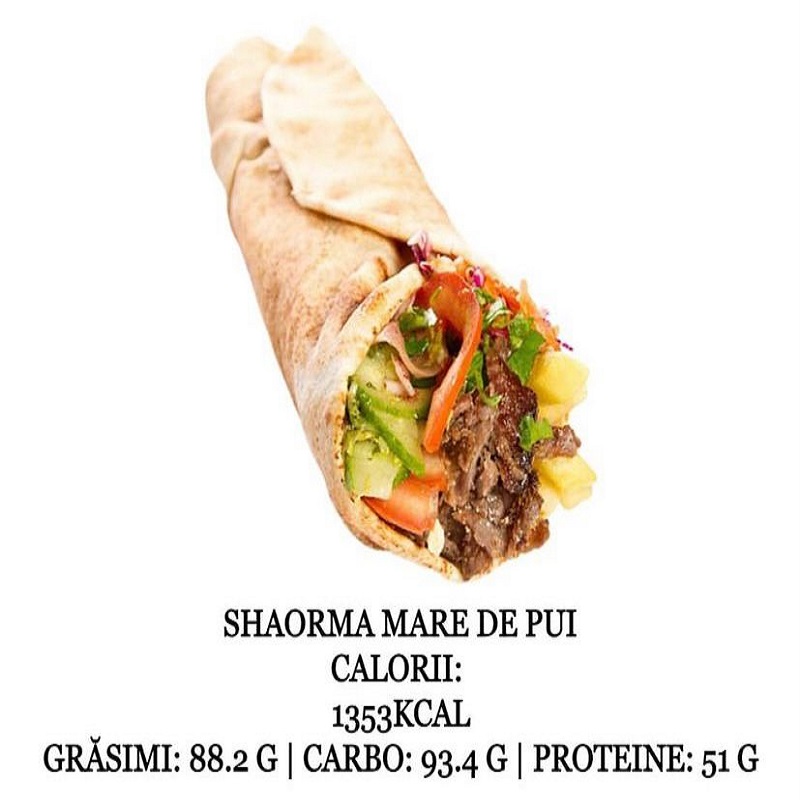 SHAORMA MARE DE PUI
CALORII:
1353KCAL
GRĂSIMI: 88.2 G | CARBO: 93.4 G | PROTEINE: 51 G